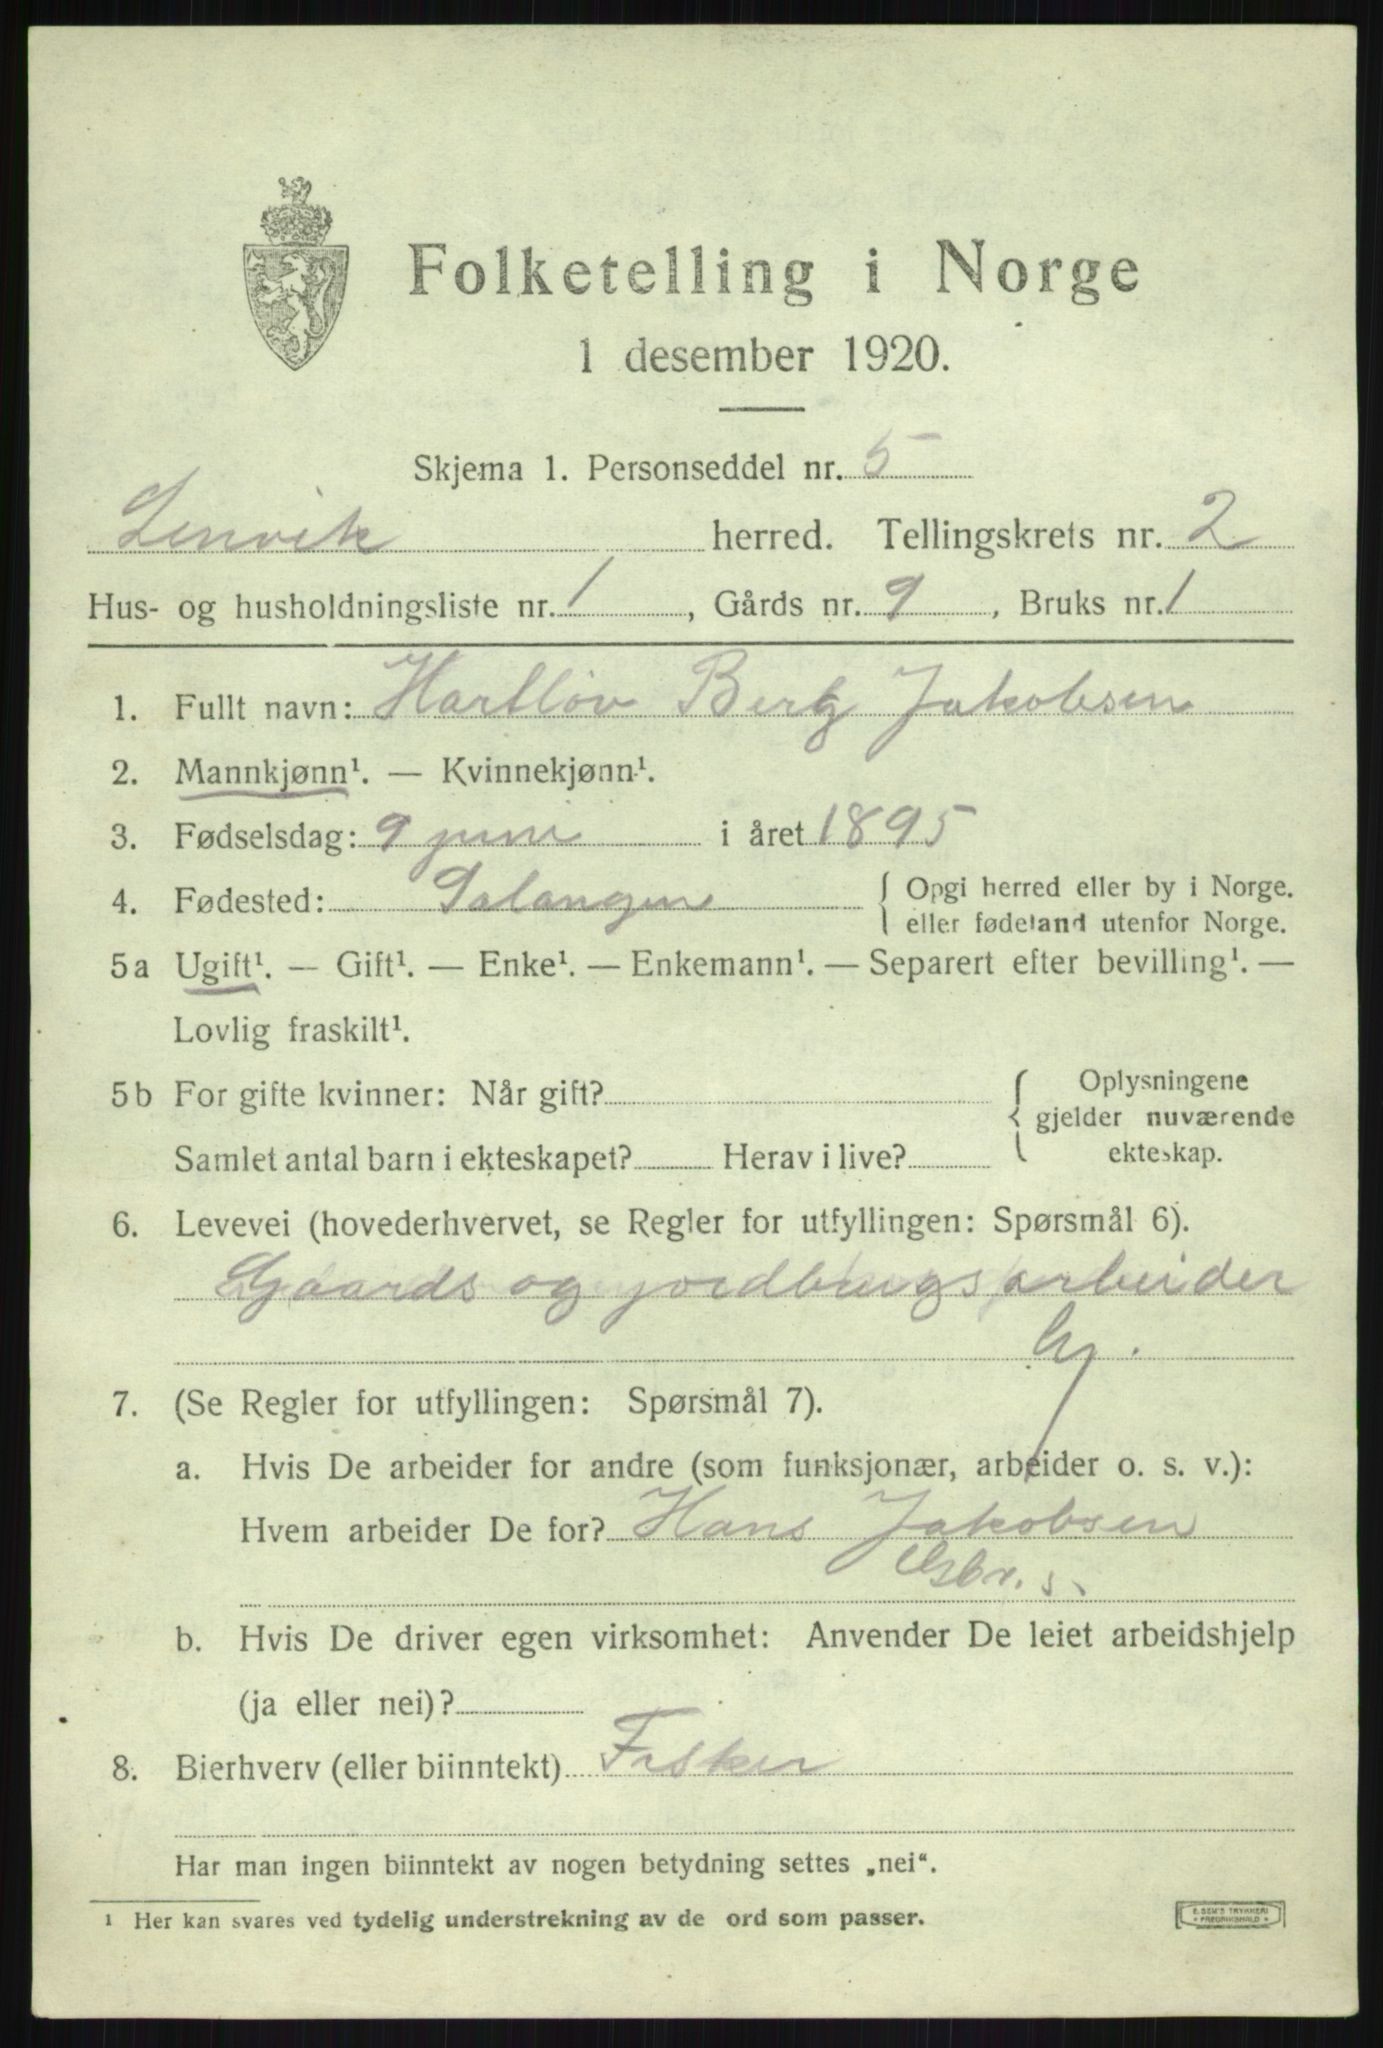 Folketelling i Norge
1 desember 1920.
Skjema 1. Personseddel nr. 5
Lenvik herred. Tellingskrets nr. 2
Hus- og husholdningsliste nr. 1, Gårds nr. 9, Bruks nr. 1
1. Fullt navn: Hartløv Berg Jakobsen
2. Mannkjønn¹. — Kvinnekjønn¹.
3. Fødselsdag: 9 juni i året 1895
4. Fødested: Salangen { Opgi herred eller by i Norge.
eller fødeland utenfor Norge.
5a Ugift¹. — Gift¹. — Enke¹. — Enkemann¹. — Separert efter bevilling¹. —
Lovlig fraskilt¹.
5b For gifte kvinner: Når gift? { Oplysningene
gjelder nuværende
Samlet antal barn i ekteskapet? Herav i live? ekteskap.
6. Levevei (hovederhvervet, se Regler for utfyllingen: Spørsmål 6).
Gaards og jordbrugsarbeider
7. (Se Regler for utfyllingen: Spørsmål 7).
a. Hvis De arbeider for andre (som funksjonær, arbeider o. s. v.):
Hvem arbeider De for? Hans Jakobsen
Gbr. s.
b. Hvis De driver egen virksomhet: Anvender De leiet arbeidshjelp
(ja eller nei)?
8. Bierhverv (eller biinntekt) Fisker
Har man ingen biinntekt av nogen betydning settes „nei“.
¹ Her kan svares ved tydelig understrekning av de ord som passer.
E. SEM'S TRYKKERI
FREDRIKSHALD